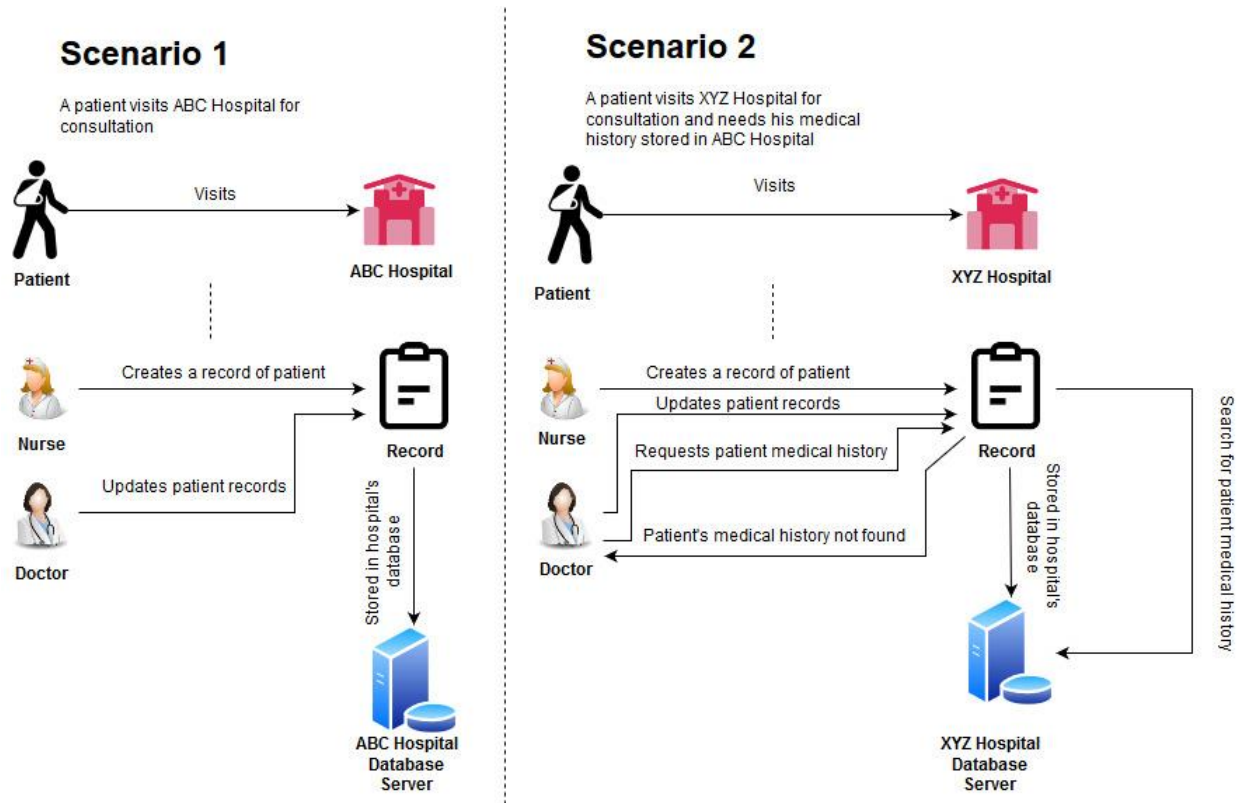 Scenario 1
A patient visits ABC Hospital for
consultation
Visits
Patient
ABC Hospital
Creates a record of patient
Nurse
Record
Updates patient records
Doctor
Stored in hospital's
database
ABC Hospital
Database
Server
Scenario 2
A patient visits XYZ Hospital for
consultation and needs his medical
history stored in ABC Hospital
Visits
Patient
XYZ Hospital
Creates a record of patient
Updates patient records
Nurse
Record
Requests patient medical history
Patient's medical history not found
Doctor
Stored in hospital's
database
Search for patient medical history
XYZ Hospital
Database
Server